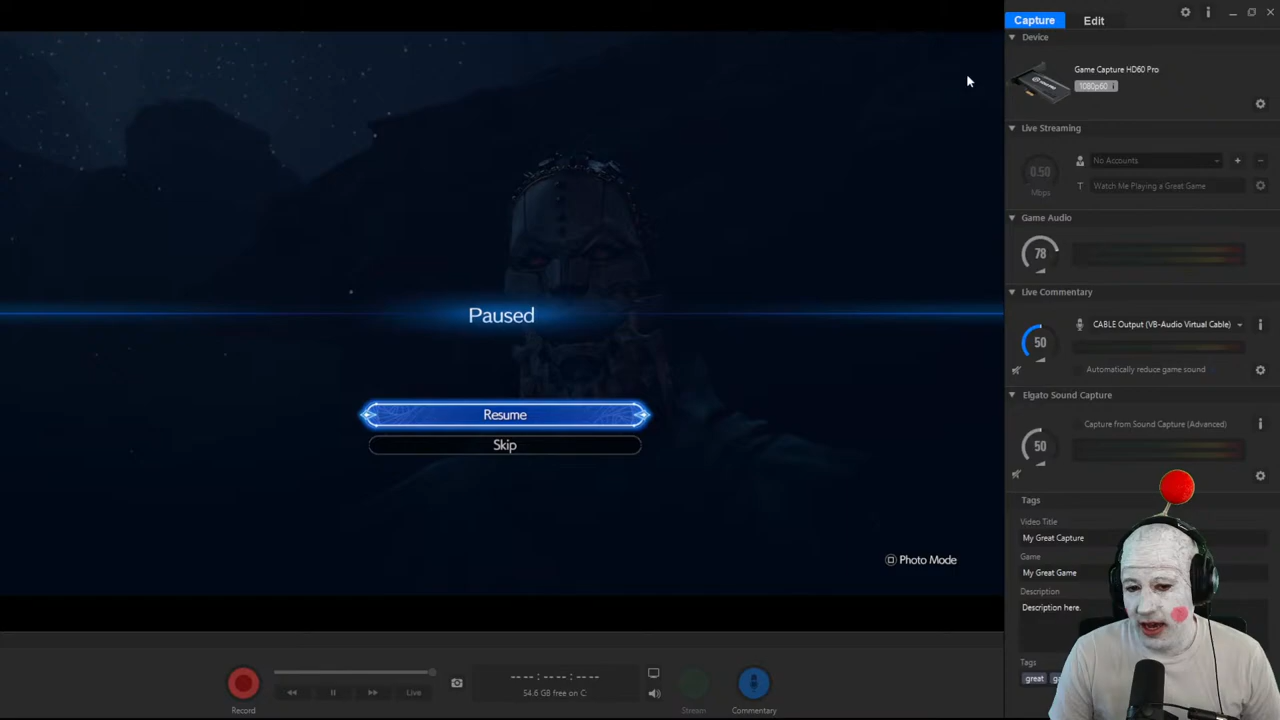 Capture
Edit
Device
Game Capture HD60 Pro
1080p60
Live Streaming
0.50
Mbps
No Accounts
T
Watch Me Playing a Great Game
Game Audio
78
Live Commentary
50
CABLE Output (VB-Audio Virtual Cable)
Automatically reduce game sound
Elgato Sound Capture
50
Capture from Sound Capture (Advanced)
Tags
Video Title
My Great Capture
Game
My Great Game
Description
Description here.
Tags
great
Paused
Resume
Skip
Photo Mode
Record
Live
--:--:--
54.6 GB free on C:
Stream
Commentary